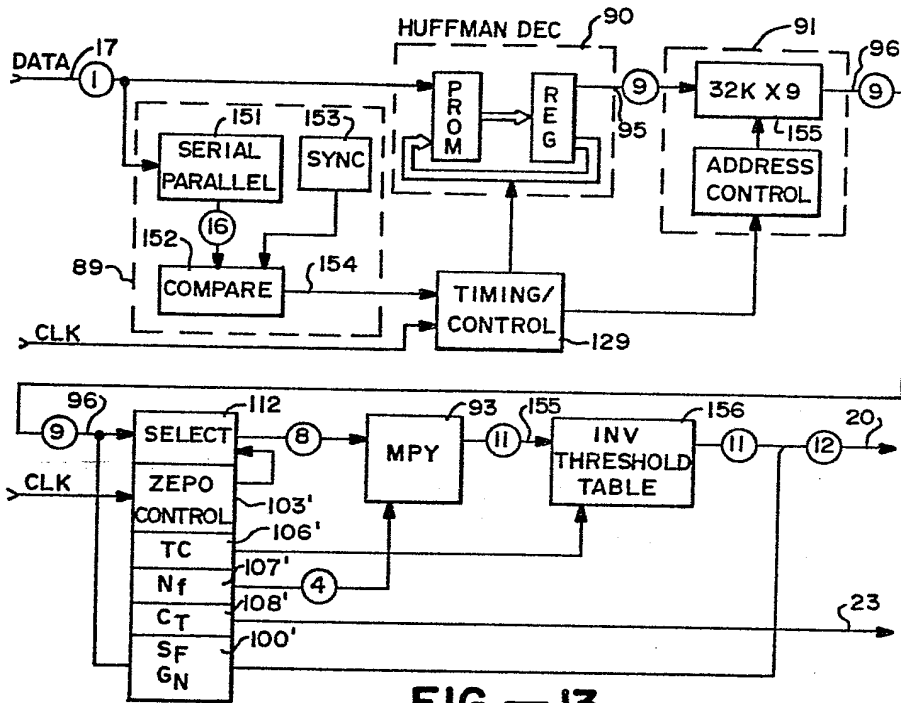 HUFFMAN DEC
90
91
DATA
17
1
P
R
O
M
R
E
G
9
95
32K X 9
155
96
9
151
153
SERIAL
PARALLEL
SYNC
16
ADDRESS
CONTROL
152
89
COMPARE
154
TIMING/
CONTROL
129
CLK
9
96
112
SELECT
8
93
MPY
11
155
156
INV
THRESHOLD
TABLE
11
12
20
CLK
ZEPO
CONTROL
103'
TC
106'
Nf
107'
4
CT
108'
23
SF
GN
100'
FIG — 13